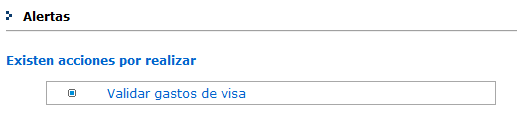 Alertas
Existen acciones por realizar
Validar gastos de visa